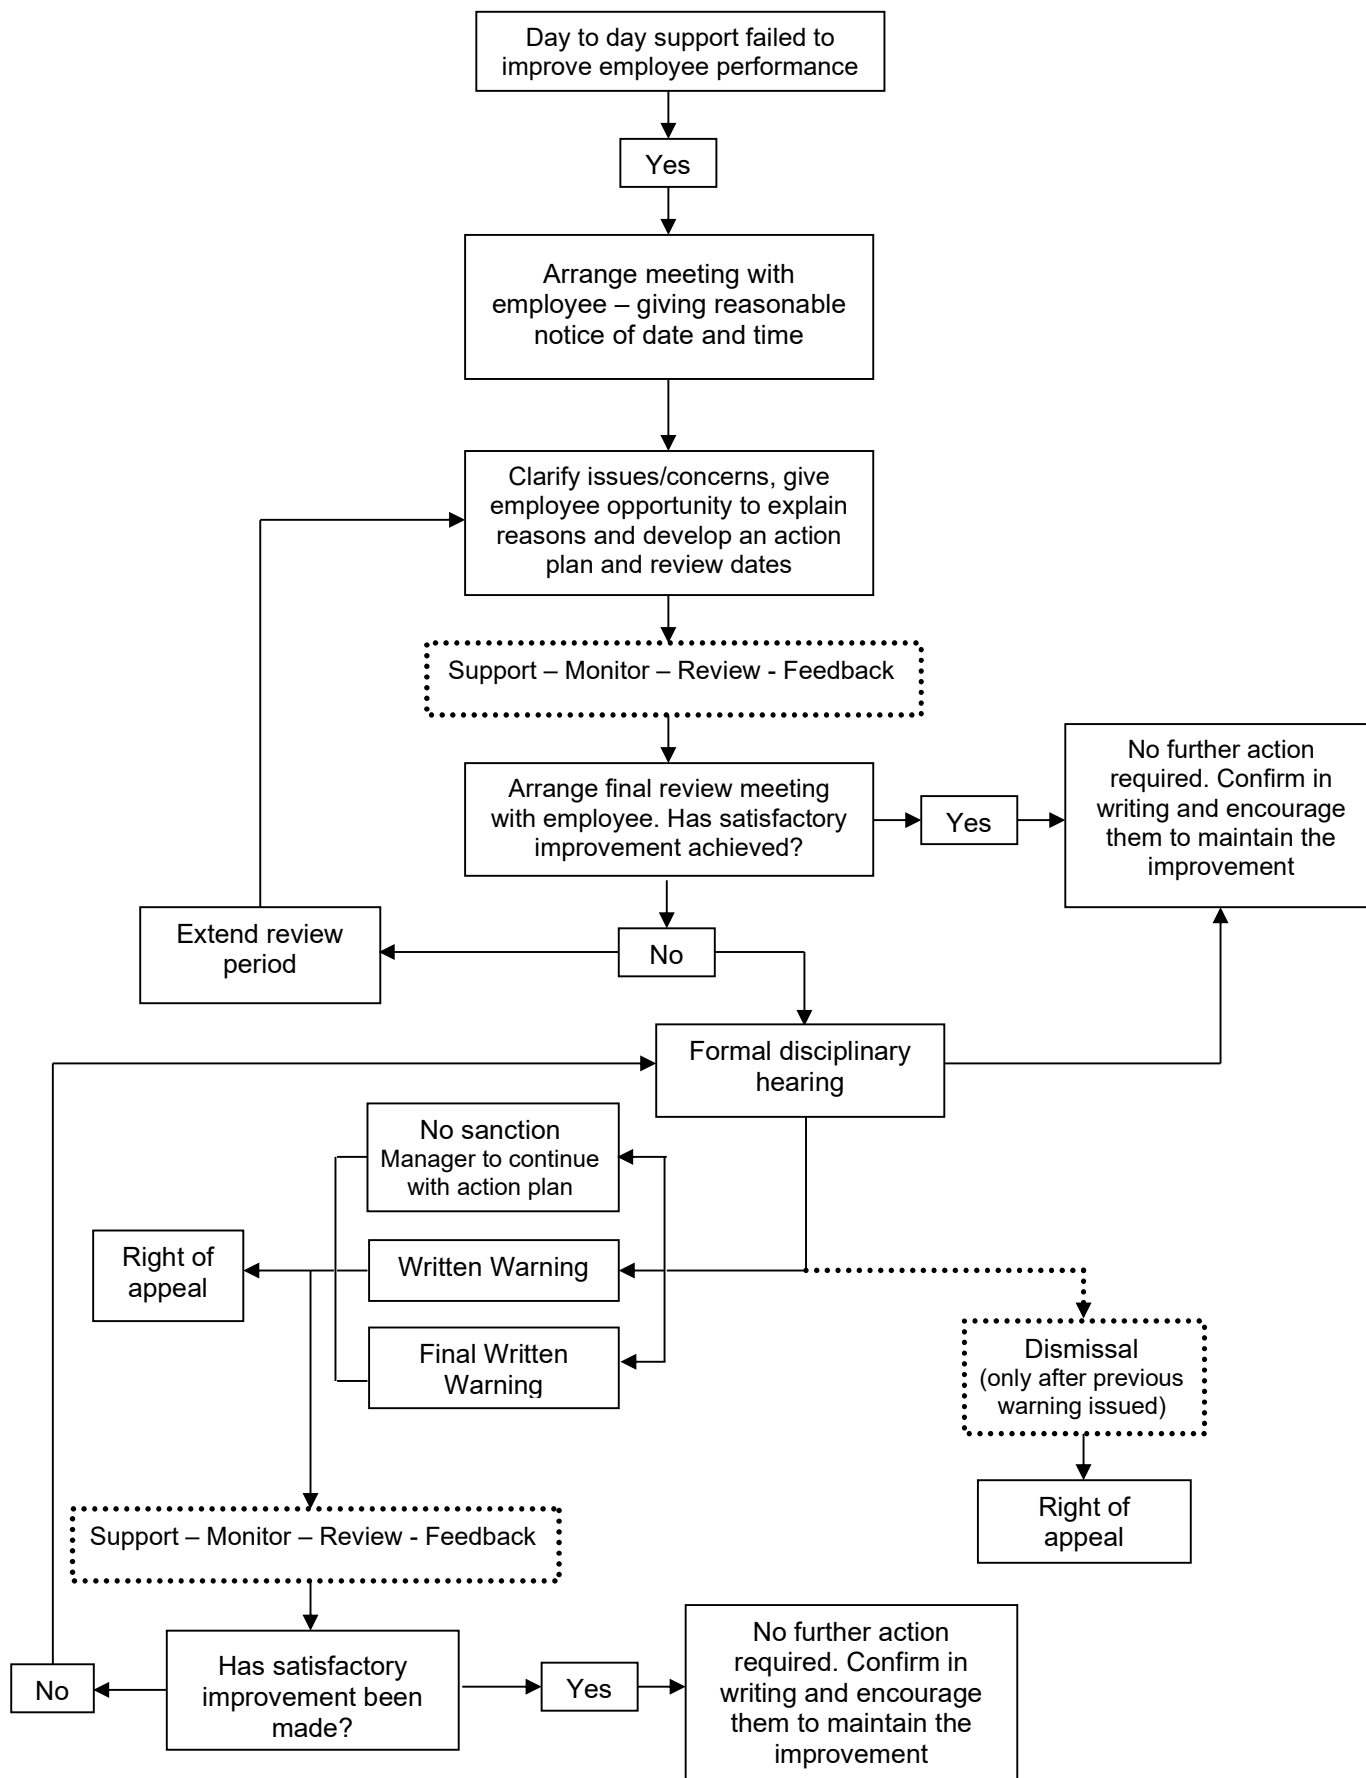 Day to day support failed to
improve employee performance
Yes
Arrange meeting with
employee – giving reasonable
notice of date and time
Clarify issues/concerns, give
employee opportunity to explain
reasons and develop an action
plan and review dates
Support – Monitor – Review - Feedback
Arrange final review meeting
with employee. Has satisfactory
improvement achieved?
Yes
No further action
required. Confirm in
writing and encourage
them to maintain the
improvement
Extend review
period
No
Formal disciplinary
hearing
No sanction
Manager to continue
with action plan
Right of
appeal
Written Warning
Final Written
Warning
Dismissal
(only after previous
warning issued)
Right of
appeal
Support – Monitor – Review - Feedback
No
Has satisfactory
improvement been
made?
Yes
No further action
required. Confirm in
writing and encourage
them to maintain the
improvement